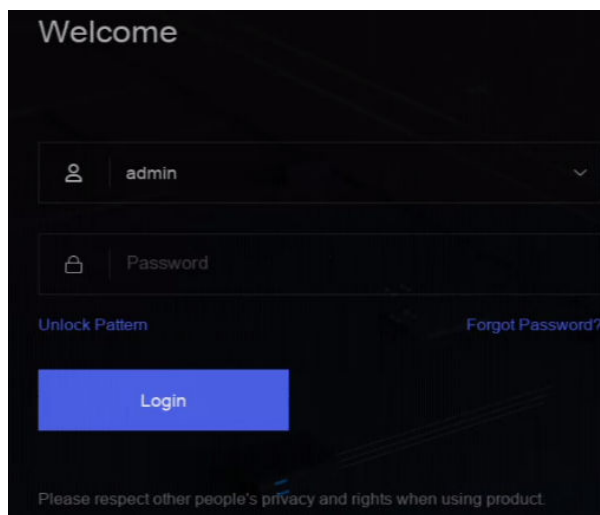 Welcome
admin
Password
Unlock Pattern
Forgot Password?
Login
Please respect other people's privacy and rights when using product.